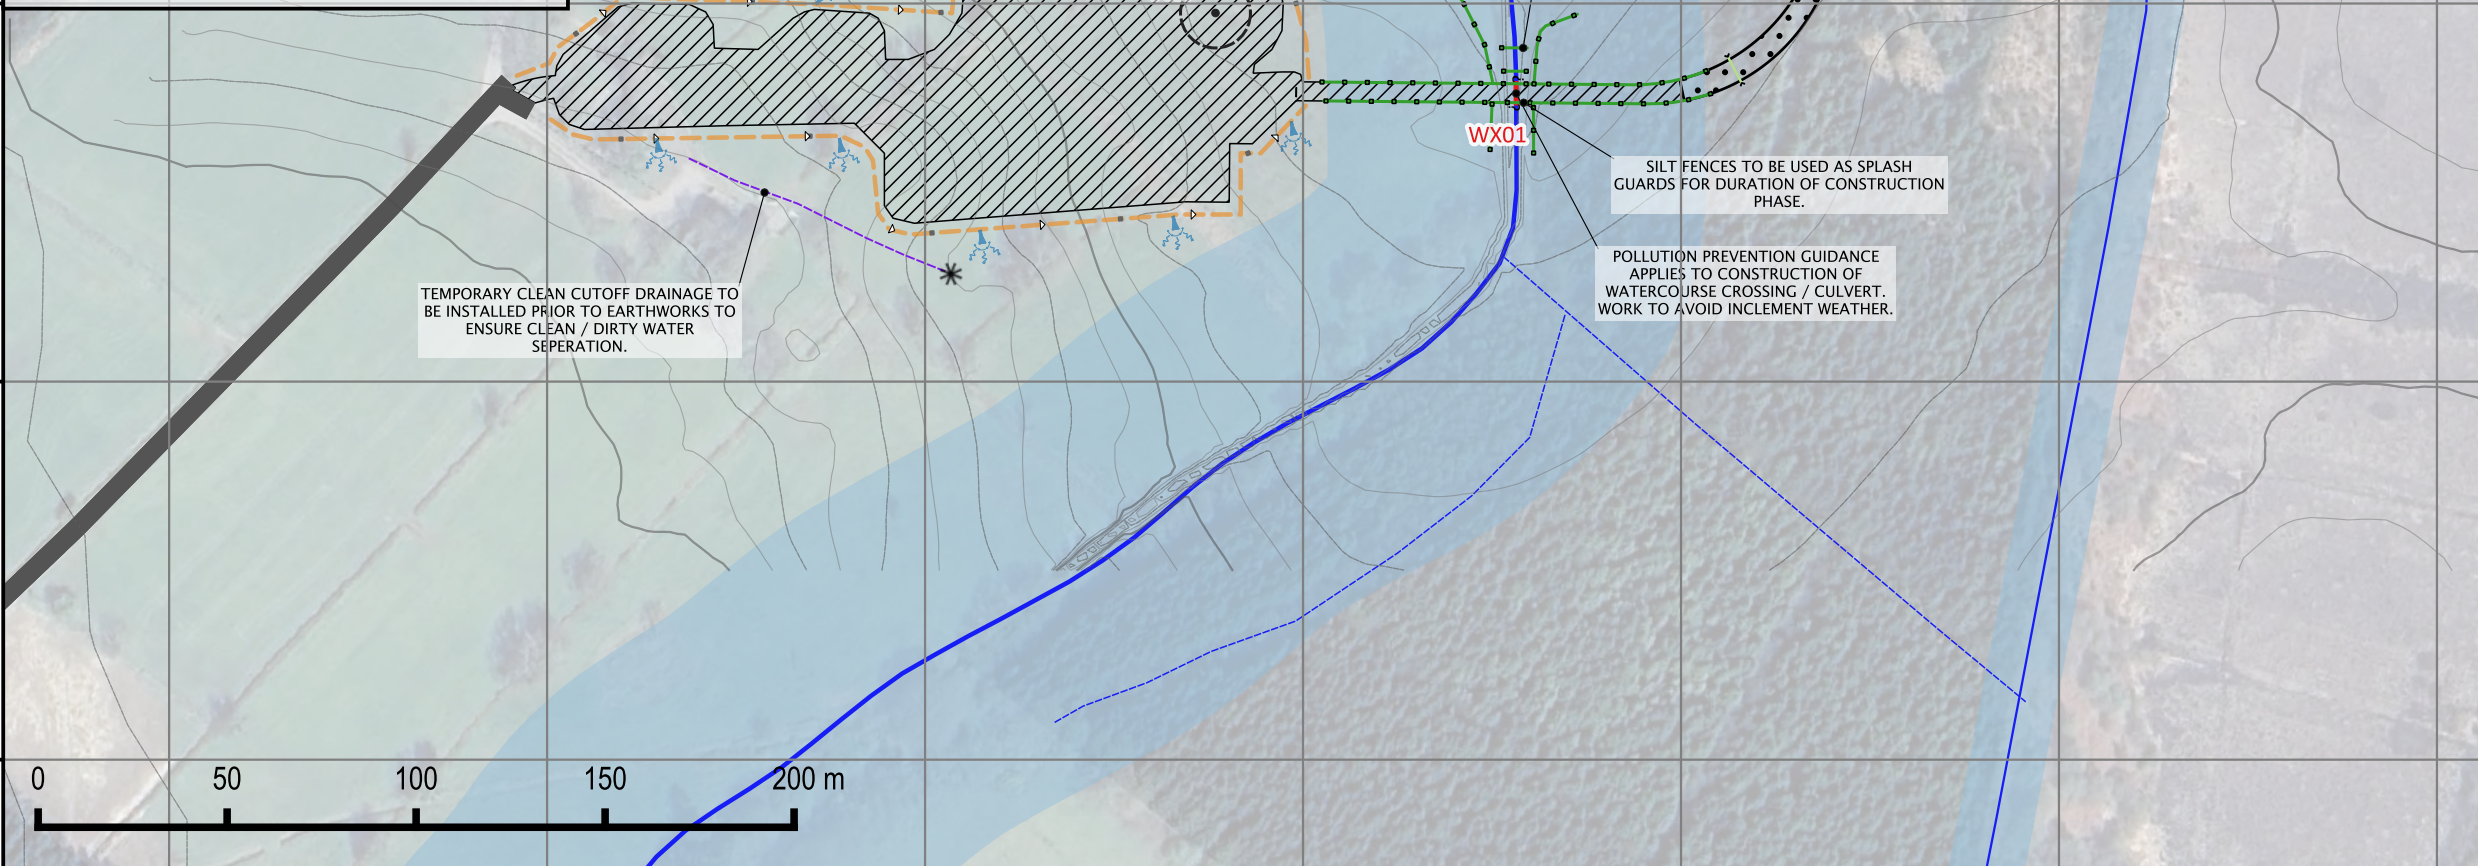 WX01
SILT FENCES TO BE USED AS SPLASH
GUARDS FOR DURATION OF CONSTRUCTION
PHASE.
POLLUTION PREVENTION GUIDANCE
APPLIES TO CONSTRUCTION OF
WATERCOURSE CROSSING / CULVERT.
WORK TO AVOID INCLEMENT WEATHER.
TEMPORARY CLEAN CUTOFF DRAINAGE TO
BE INSTALLED PRIOR TO EARTHWORKS TO
ENSURE CLEAN / DIRTY WATER
SEPERATION.
0 50 100 150 200 m